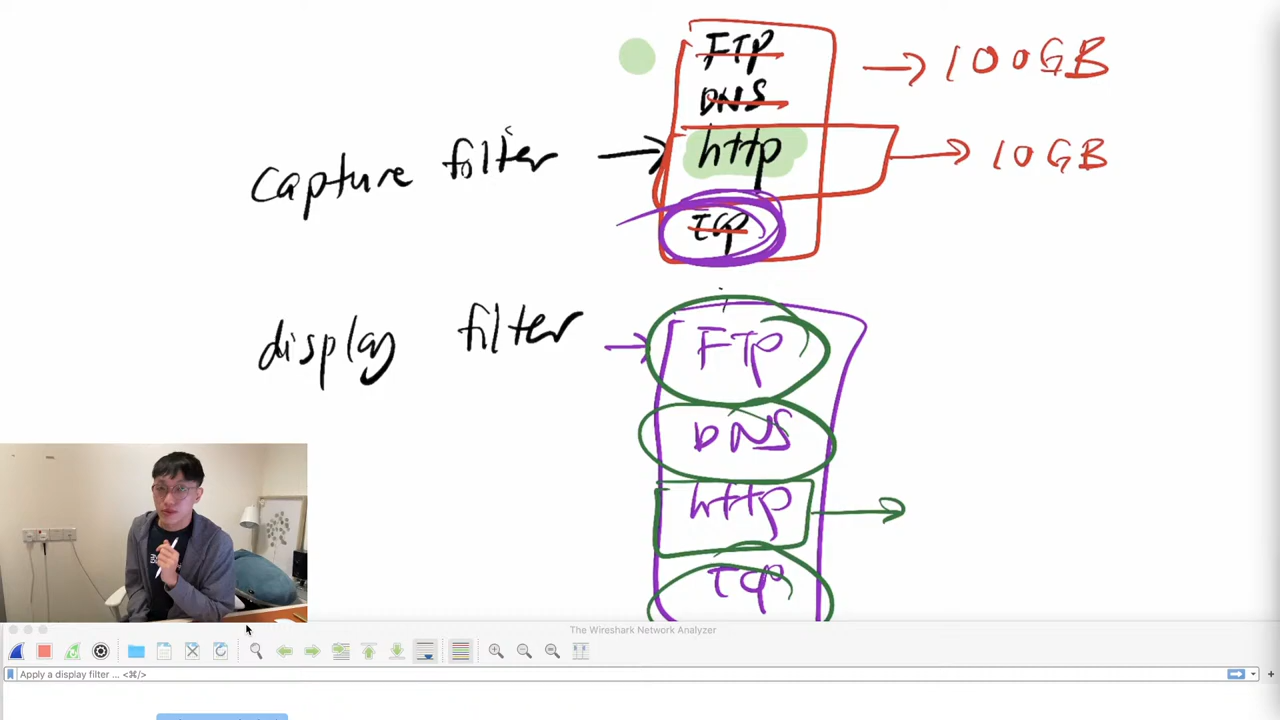 FTP
→ 100GB
DNS
capture filter → http → 10GB
TCP
display filter → FTP
DNS
http →
TCP
The Wireshark Network Analyzer
Apply a display filter ... <⌘/>